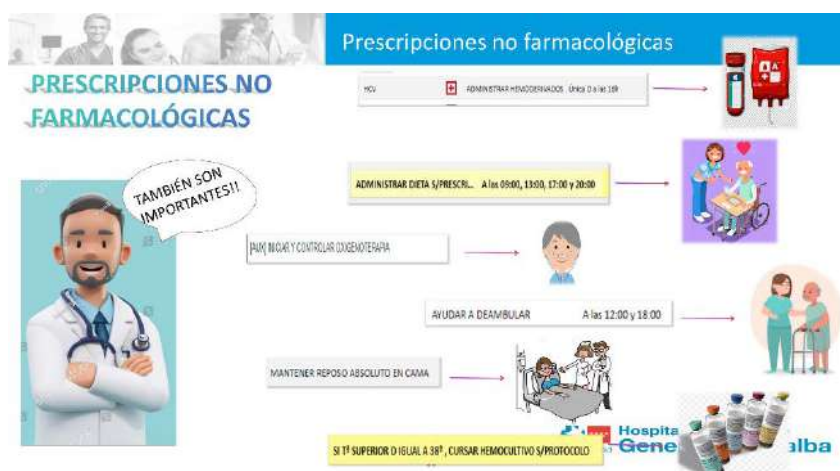 Prescripciones no farmacológicas
PRESCRIPCIONES NO
FARMACOLÓGICAS
TAMBIÉN SON
IMPORTANTES!!
HCV ADMINISTRAR HEMODERIVADOS Única D a las 16h
ADMINISTRAR DIETA S/PRESCRI... A las 09:00, 13:00, 17:00 y 20:00
[AUX] INICIAR Y CONTROLAR OXIGENOTERAPIA
AYUDAR A DEAMBULAR A las 12:00 y 18:00
MANTENER REPOSO ABSOLUTO EN CAMA
SI Tª SUPERIOR O IGUAL A 38º, CURSAR HEMOCULTIVO S/PROTOCOLO
Hospita
Gene alba